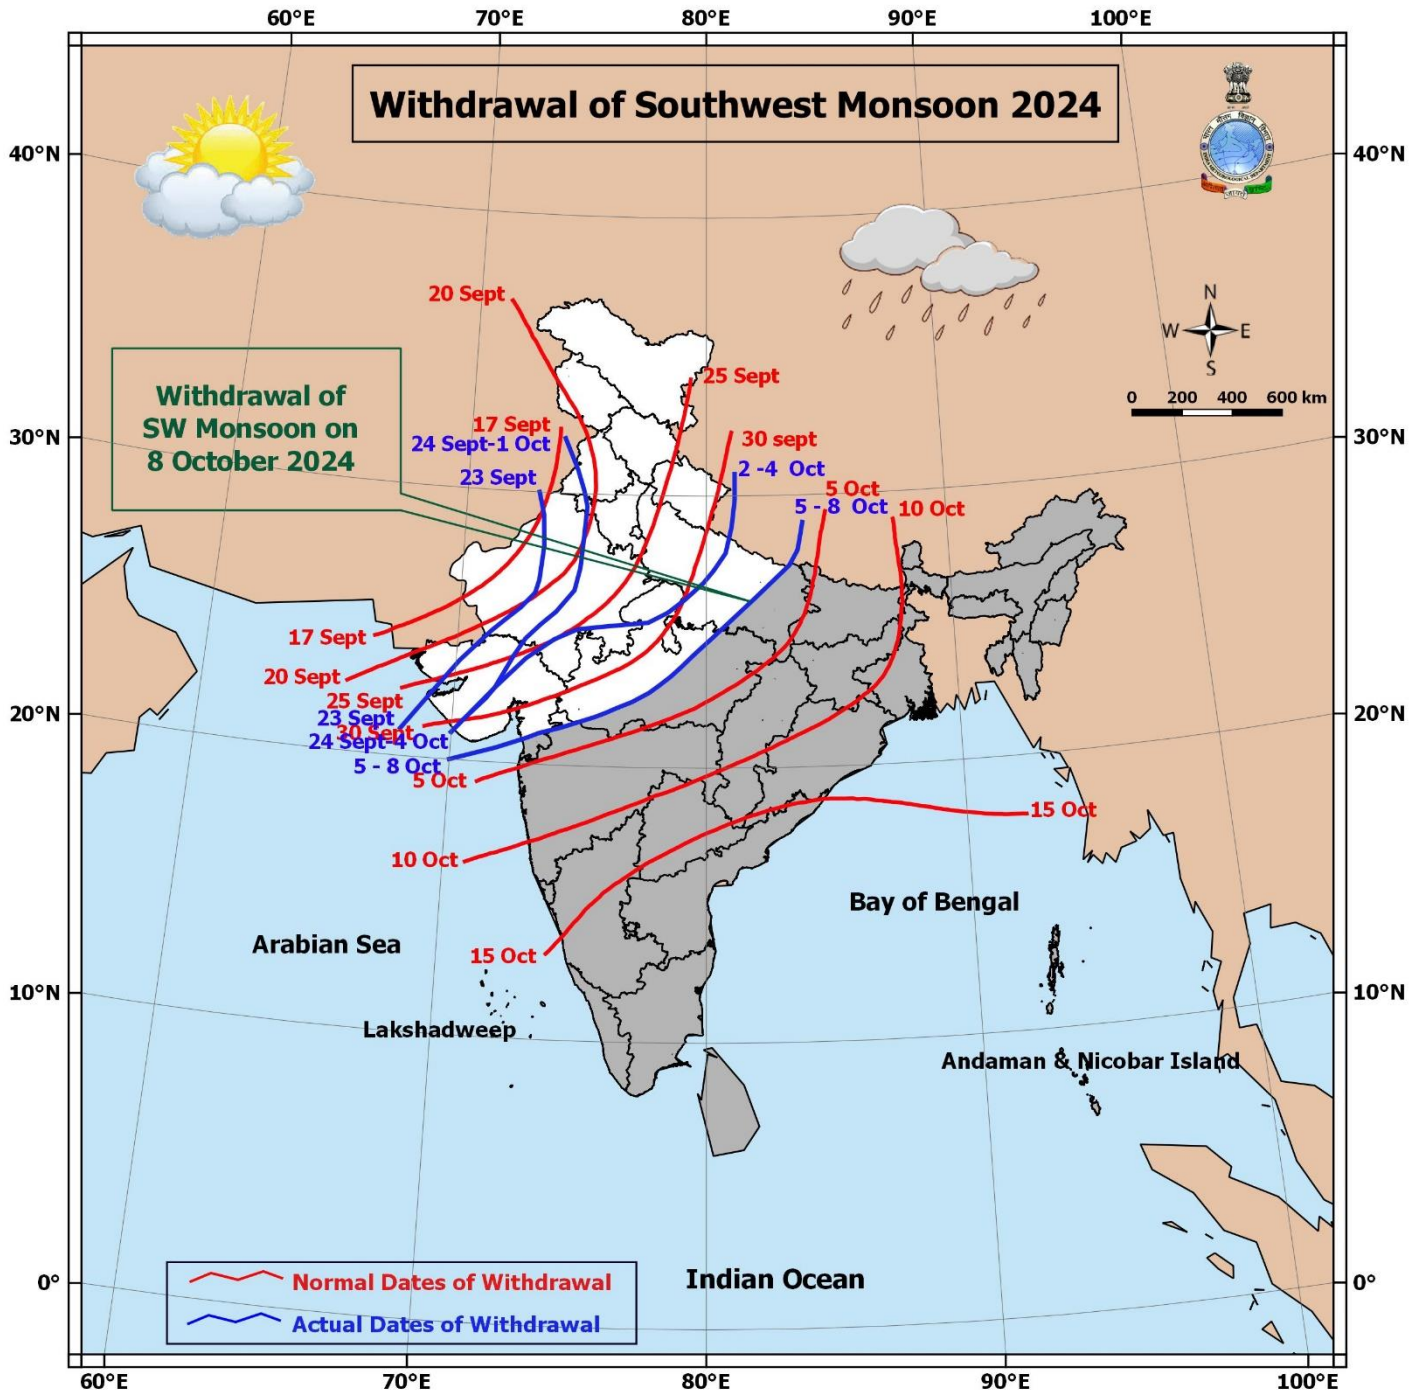 60°E 70°E 80°E 90°E 100°E
Withdrawal of Southwest Monsoon 2024
40°N 40°N
N
W E
S
20 Sept
25 Sept
0 200 400 600 km
Withdrawal of
SW Monsoon on
8 October 2024
17 Sept
24 Sept-1 Oct
23 Sept
30°N 30°N
30 sept
2 -4 Oct
5 Oct
5 - 8 Oct
10 Oct
17 Sept
20 Sept
25 Sept
23 Sept
30 Sept
24 Sept-4 Oct
5 - 8 Oct
5 Oct
20°N 20°N
15 Oct
10 Oct
Bay of Bengal
Arabian Sea
15 Oct
10°N 10°N
Lakshadweep
Andaman & Nicobar Island
Indian Ocean
0° 0°
Normal Dates of Withdrawal
Actual Dates of Withdrawal
60°E 70°E 80°E 90°E 100°E